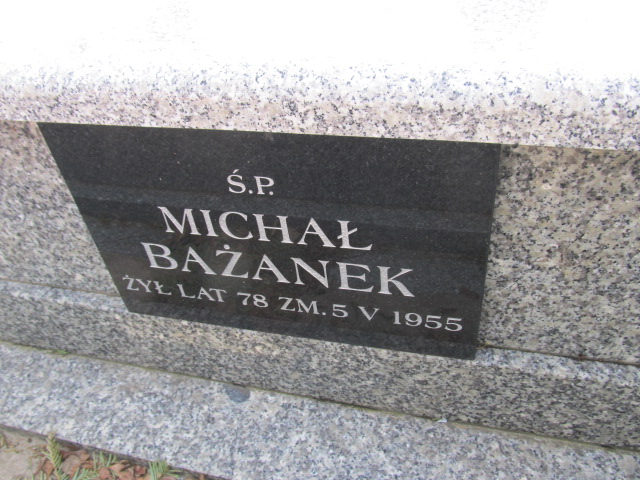 Ś.P.
MICHAŁ
BAŻANEK
ŻYŁ LAT 78 ZM. 5 V 1955